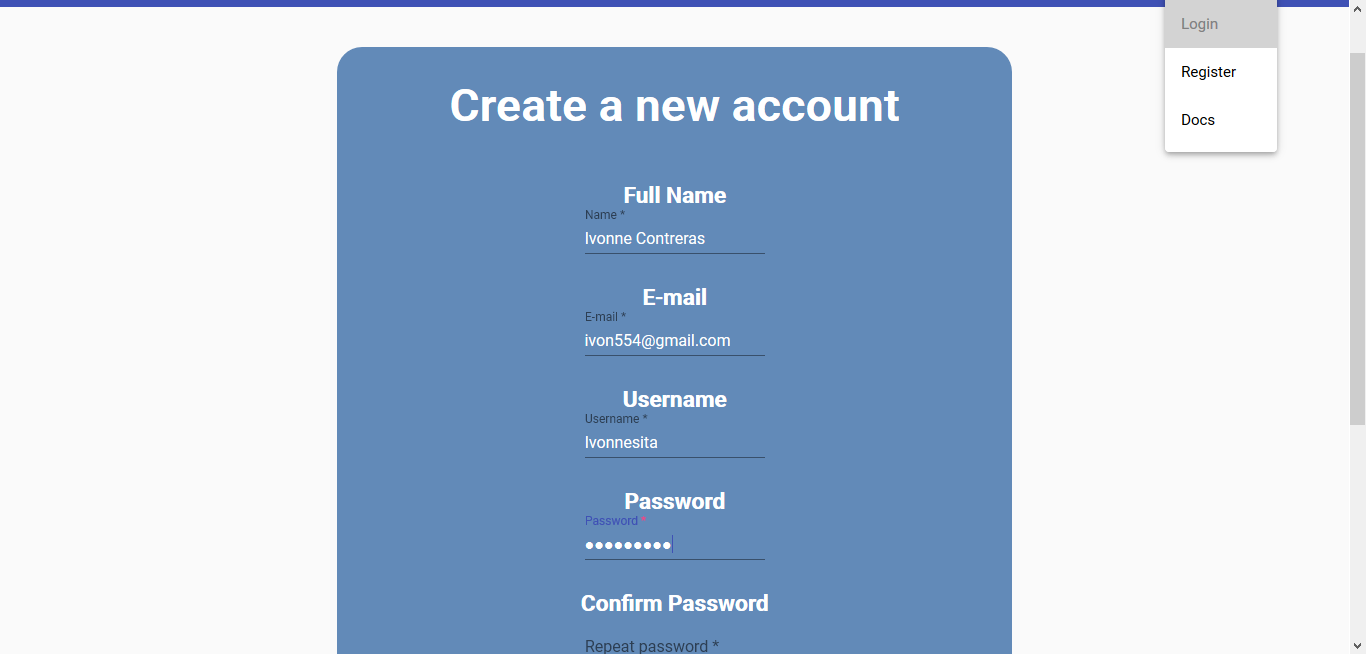 Login
Register
Docs
Create a new account
Full Name
Name *
Ivonne Contreras
E-mail
E-mail *
ivon554@gmail.com
Username
Username *
Ivonnesita
Password
Password *
●●●●●●●●●
Confirm Password
Repeat password *